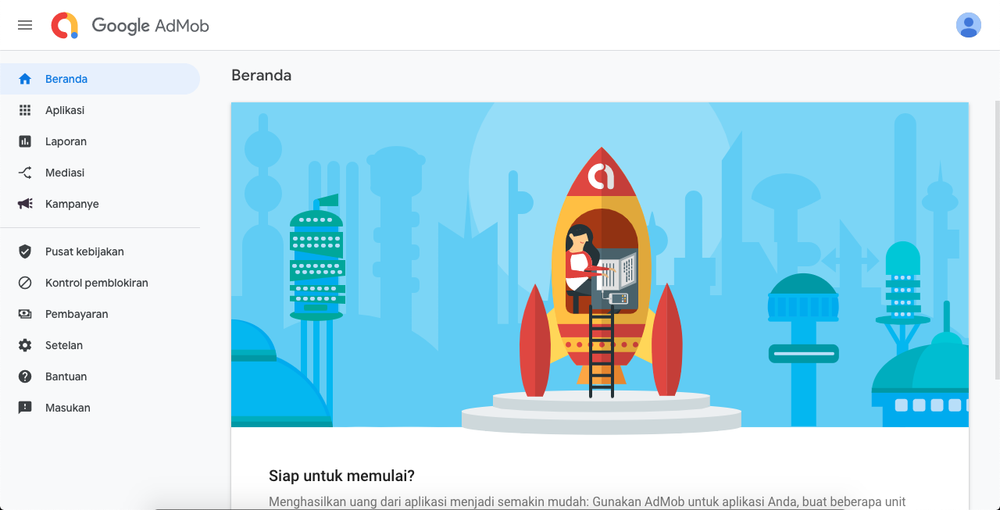 Google AdMob
Beranda
Aplikasi
Laporan
Mediasi
Kampanye
Pusat kebijakan
Kontrol pemblokiran
Pembayaran
Setelan
Bantuan
Masukan
Beranda
Siap untuk memulai?
Menghasilkan uang dari aplikasi menjadi semakin mudah: Gunakan AdMob untuk aplikasi Anda, buat beberapa unit